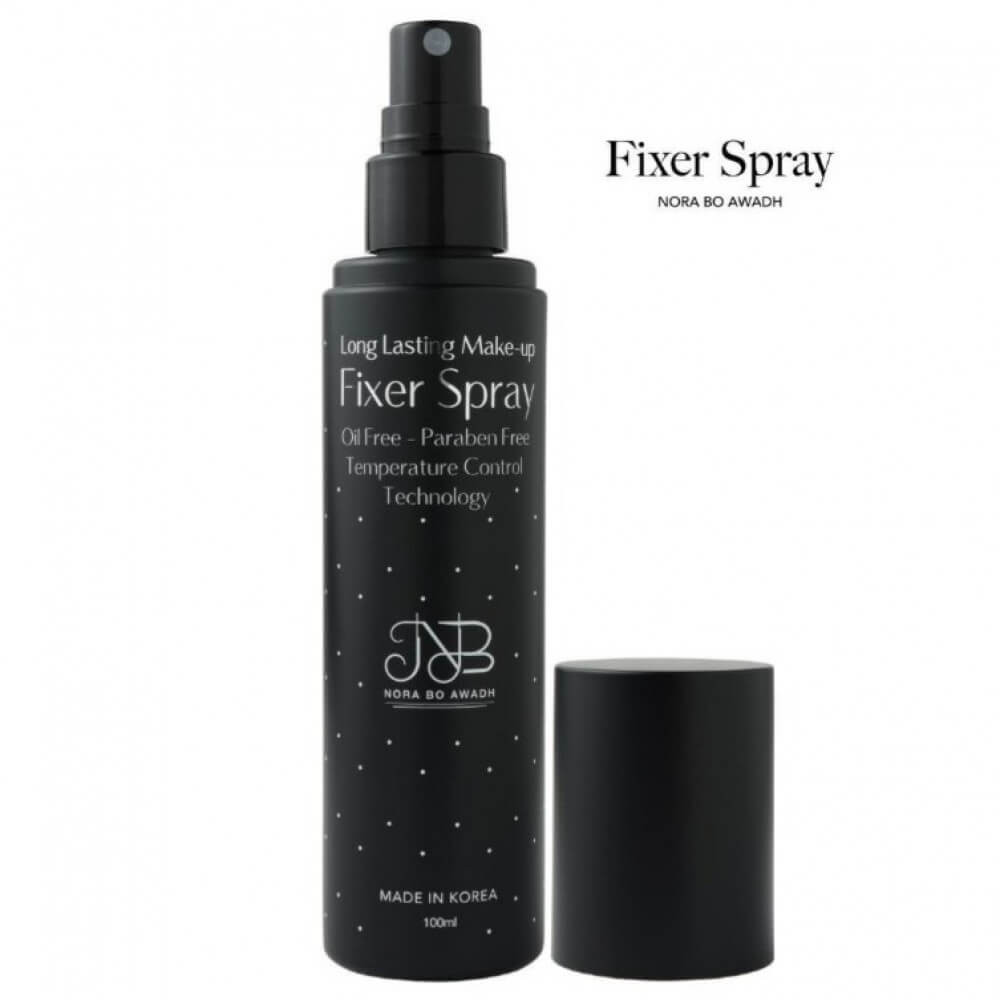 Fixer Spray
NORA BO AWADH
Long Lasting Make-up
Fixer Spray
Oil Free - Paraben Free
Temperature Control
Technology
NB
NORA BO AWADH
MADE IN KOREA
100ml